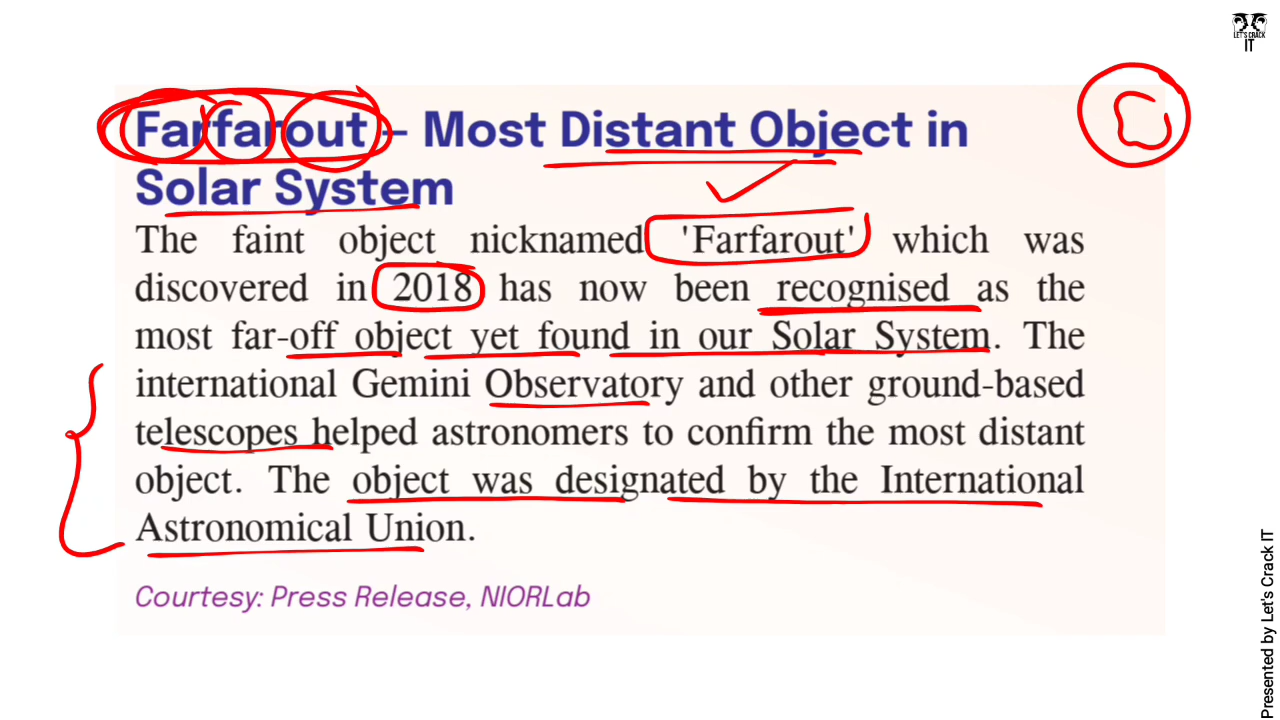 LET'S CRACK
IT
Farfarout – Most Distant Object in
Solar System
The faint object nicknamed 'Farfarout' which was
discovered in 2018 has now been recognised as the
most far-off object yet found in our Solar System. The
international Gemini Observatory and other ground-based
telescopes helped astronomers to confirm the most distant
object. The object was designated by the International
Astronomical Union.
Courtesy: Press Release, NIORLab
Presented by Let's Crack IT